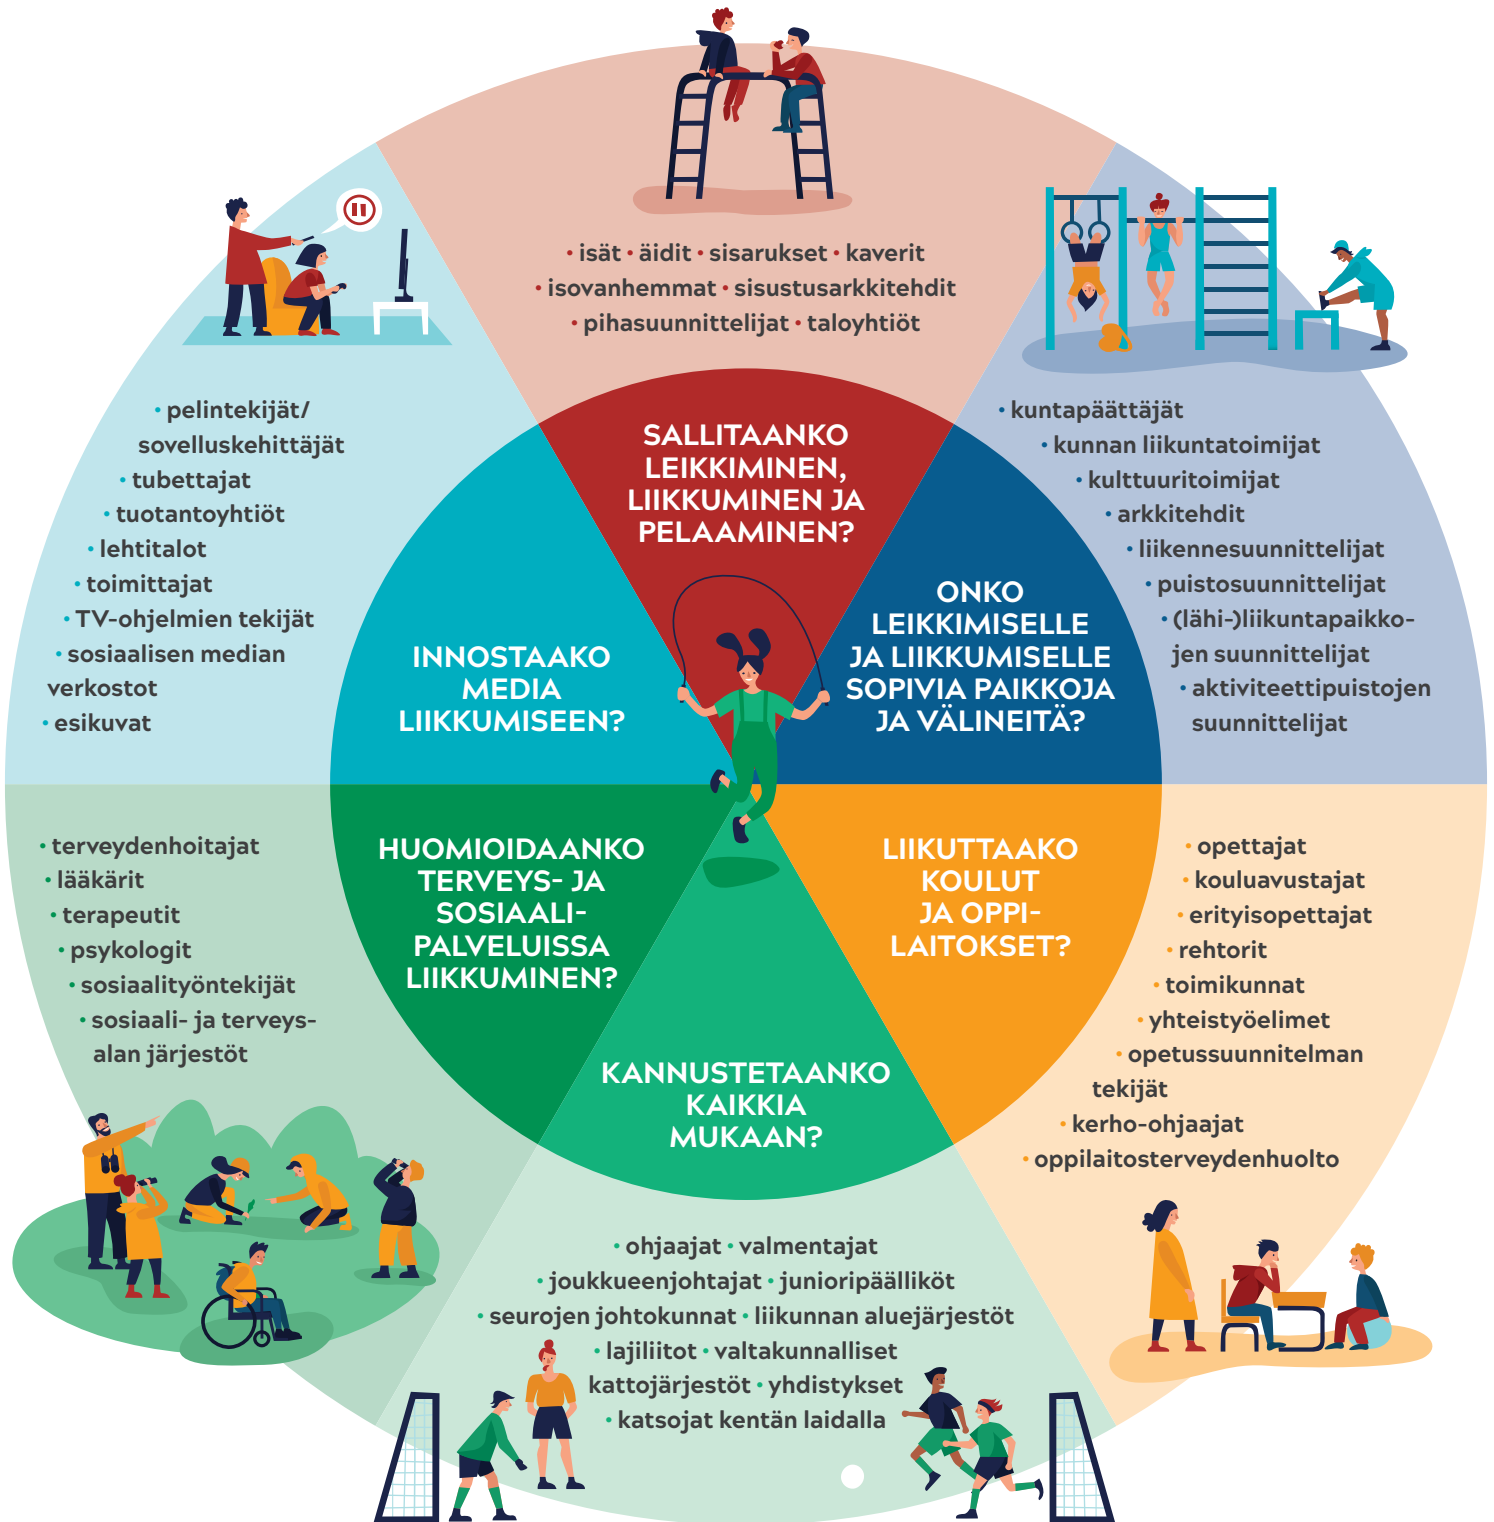 • isät • äidit • sisarukset • kaverit
• isovanhemmat • sisustusarkkitehdit
• pihasuunnittelijat • taloyhtiöt
SALLITAANKO
LEIKKIMINEN,
LIIKKUMINEN JA
PELAAMINEN?
• kuntapäättäjät
• kunnan liikuntatoimijat
• kulttuuritoimijat
• arkkitehdit
• liikennesuunnittelijat
• puistosuunnittelijat
• (lähi-)liikuntapaikko-
jen suunnittelijat
• aktiviteettipuistojen
suunnittelijat
ONKO
LEIKKIMISELLE
JA LIIKKUMISELLE
SOPIVIA PAIKKOJA
JA VÄLINEITÄ?
• opettajat
• kouluavustajat
• erityisopettajat
• rehtorit
• toimikunnat
• yhteistyöelimet
• opetussuunnitelman
tekijät
• kerho-ohjaajat
• oppilaitosterveydenhuolto
LIIKUTTAAKO
KOULUT
JA OPPI-
LAITOKSET?
KANNUSTETAANKO
KAIKKIA
MUKAAN?
• ohjaajat • valmentajat
• joukkueenjohtajat • junioripäälliköt
• seurojen johtokunnat • liikunnan aluejärjestöt
• lajiliitot • valtakunnalliset
kattojärjestöt • yhdistykset
• katsojat kentän laidalla
HUOMIOIDAANKO
TERVEYS- JA
SOSIAALI-
PALVELUISSA
LIIKKUMINEN?
• terveydenhoitajat
• lääkärit
• terapeutit
• psykologit
• sosiaalityöntekijät
• sosiaali- ja terveys-
alan järjestöt
INNOSTAAKO
MEDIA
LIIKKUMISEEN?
• pelintekijät/
sovelluskehittäjät
• tubettajat
• tuotantoyhtiöt
• lehtitalot
• toimittajat
• TV-ohjelmien tekijät
• sosiaalisen median
verkostot
• esikuvat